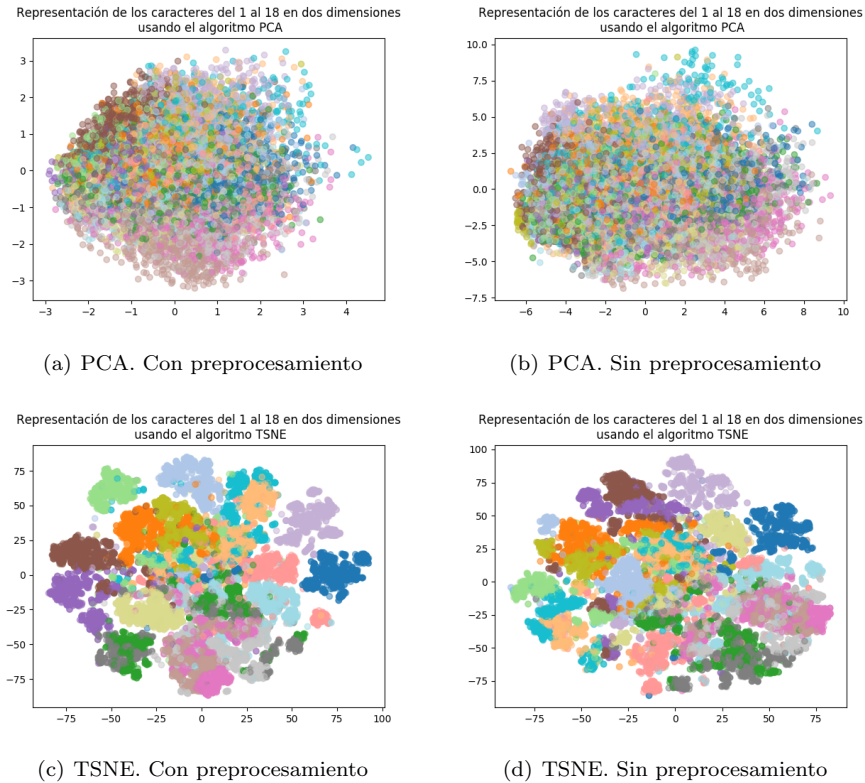 Representación de los caracteres del 1 al 18 en dos dimensiones
usando el algoritmo PCA
3
2
1
0
−1
−2
−3
−3 −2 −1 0 1 2 3 4
(a) PCA. Con preprocesamiento
Representación de los caracteres del 1 al 18 en dos dimensiones
usando el algoritmo PCA
10.0
7.5
5.0
2.5
0.0
−2.5
−5.0
−7.5
−6 −4 −2 0 2 4 6 8 10
(b) PCA. Sin preprocesamiento
Representación de los caracteres del 1 al 18 en dos dimensiones
usando el algoritmo TSNE
75
50
25
0
−25
−50
−75
−75 −50 −25 0 25 50 75 100
(c) TSNE. Con preprocesamiento
Representación de los caracteres del 1 al 18 en dos dimensiones
usando el algoritmo TSNE
100
75
50
25
0
−25
−50
−75
−75 −50 −25 0 25 50 75
(d) TSNE. Sin preprocesamiento